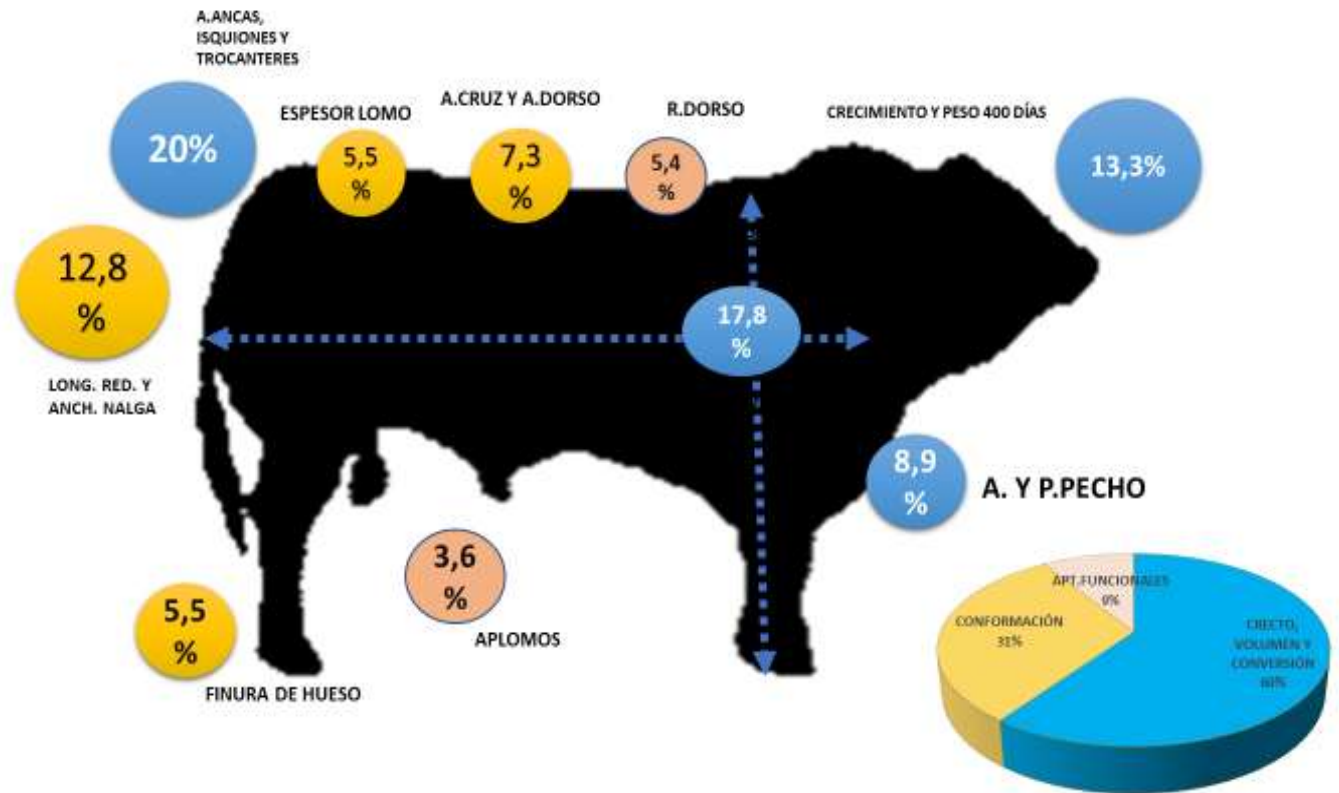 A.ANCAS,
ISQUIONES Y
TROCANTERES
20%
ESPESOR LOMO
5,5
%
A.CRUZ Y A.DORSO
7,3
%
R.DORSO
5,4
%
CRECIMIENTO Y PESO 400 DÍAS
13,3%
12,8
%
LONG. RED. Y
ANCH. NALGA
17,8
%
8,9
%
A. Y P.PECHO
3,6
%
APLOMOS
5,5
%
FINURA DE HUESO
APT.FUNCIONALES
9%
CONFORMACIÓN
31%
CRECTO,
VOLUMEN Y
CONVERSIÓN
60%